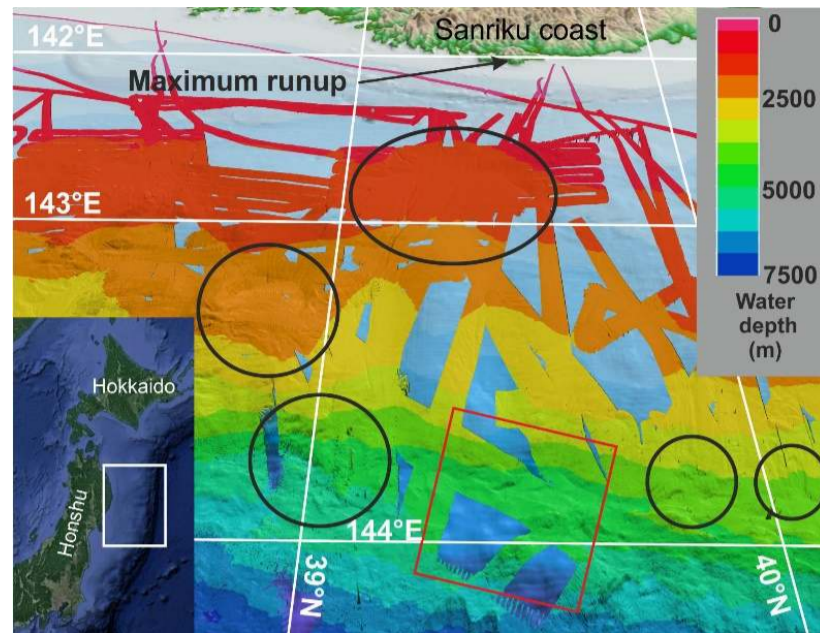 142°E
Sanriku coast
Maximum runup
143°E
144°E
39°N
40°N
0
2500
5000
7500
Water
depth
(m)
Hokkaido
Honshu